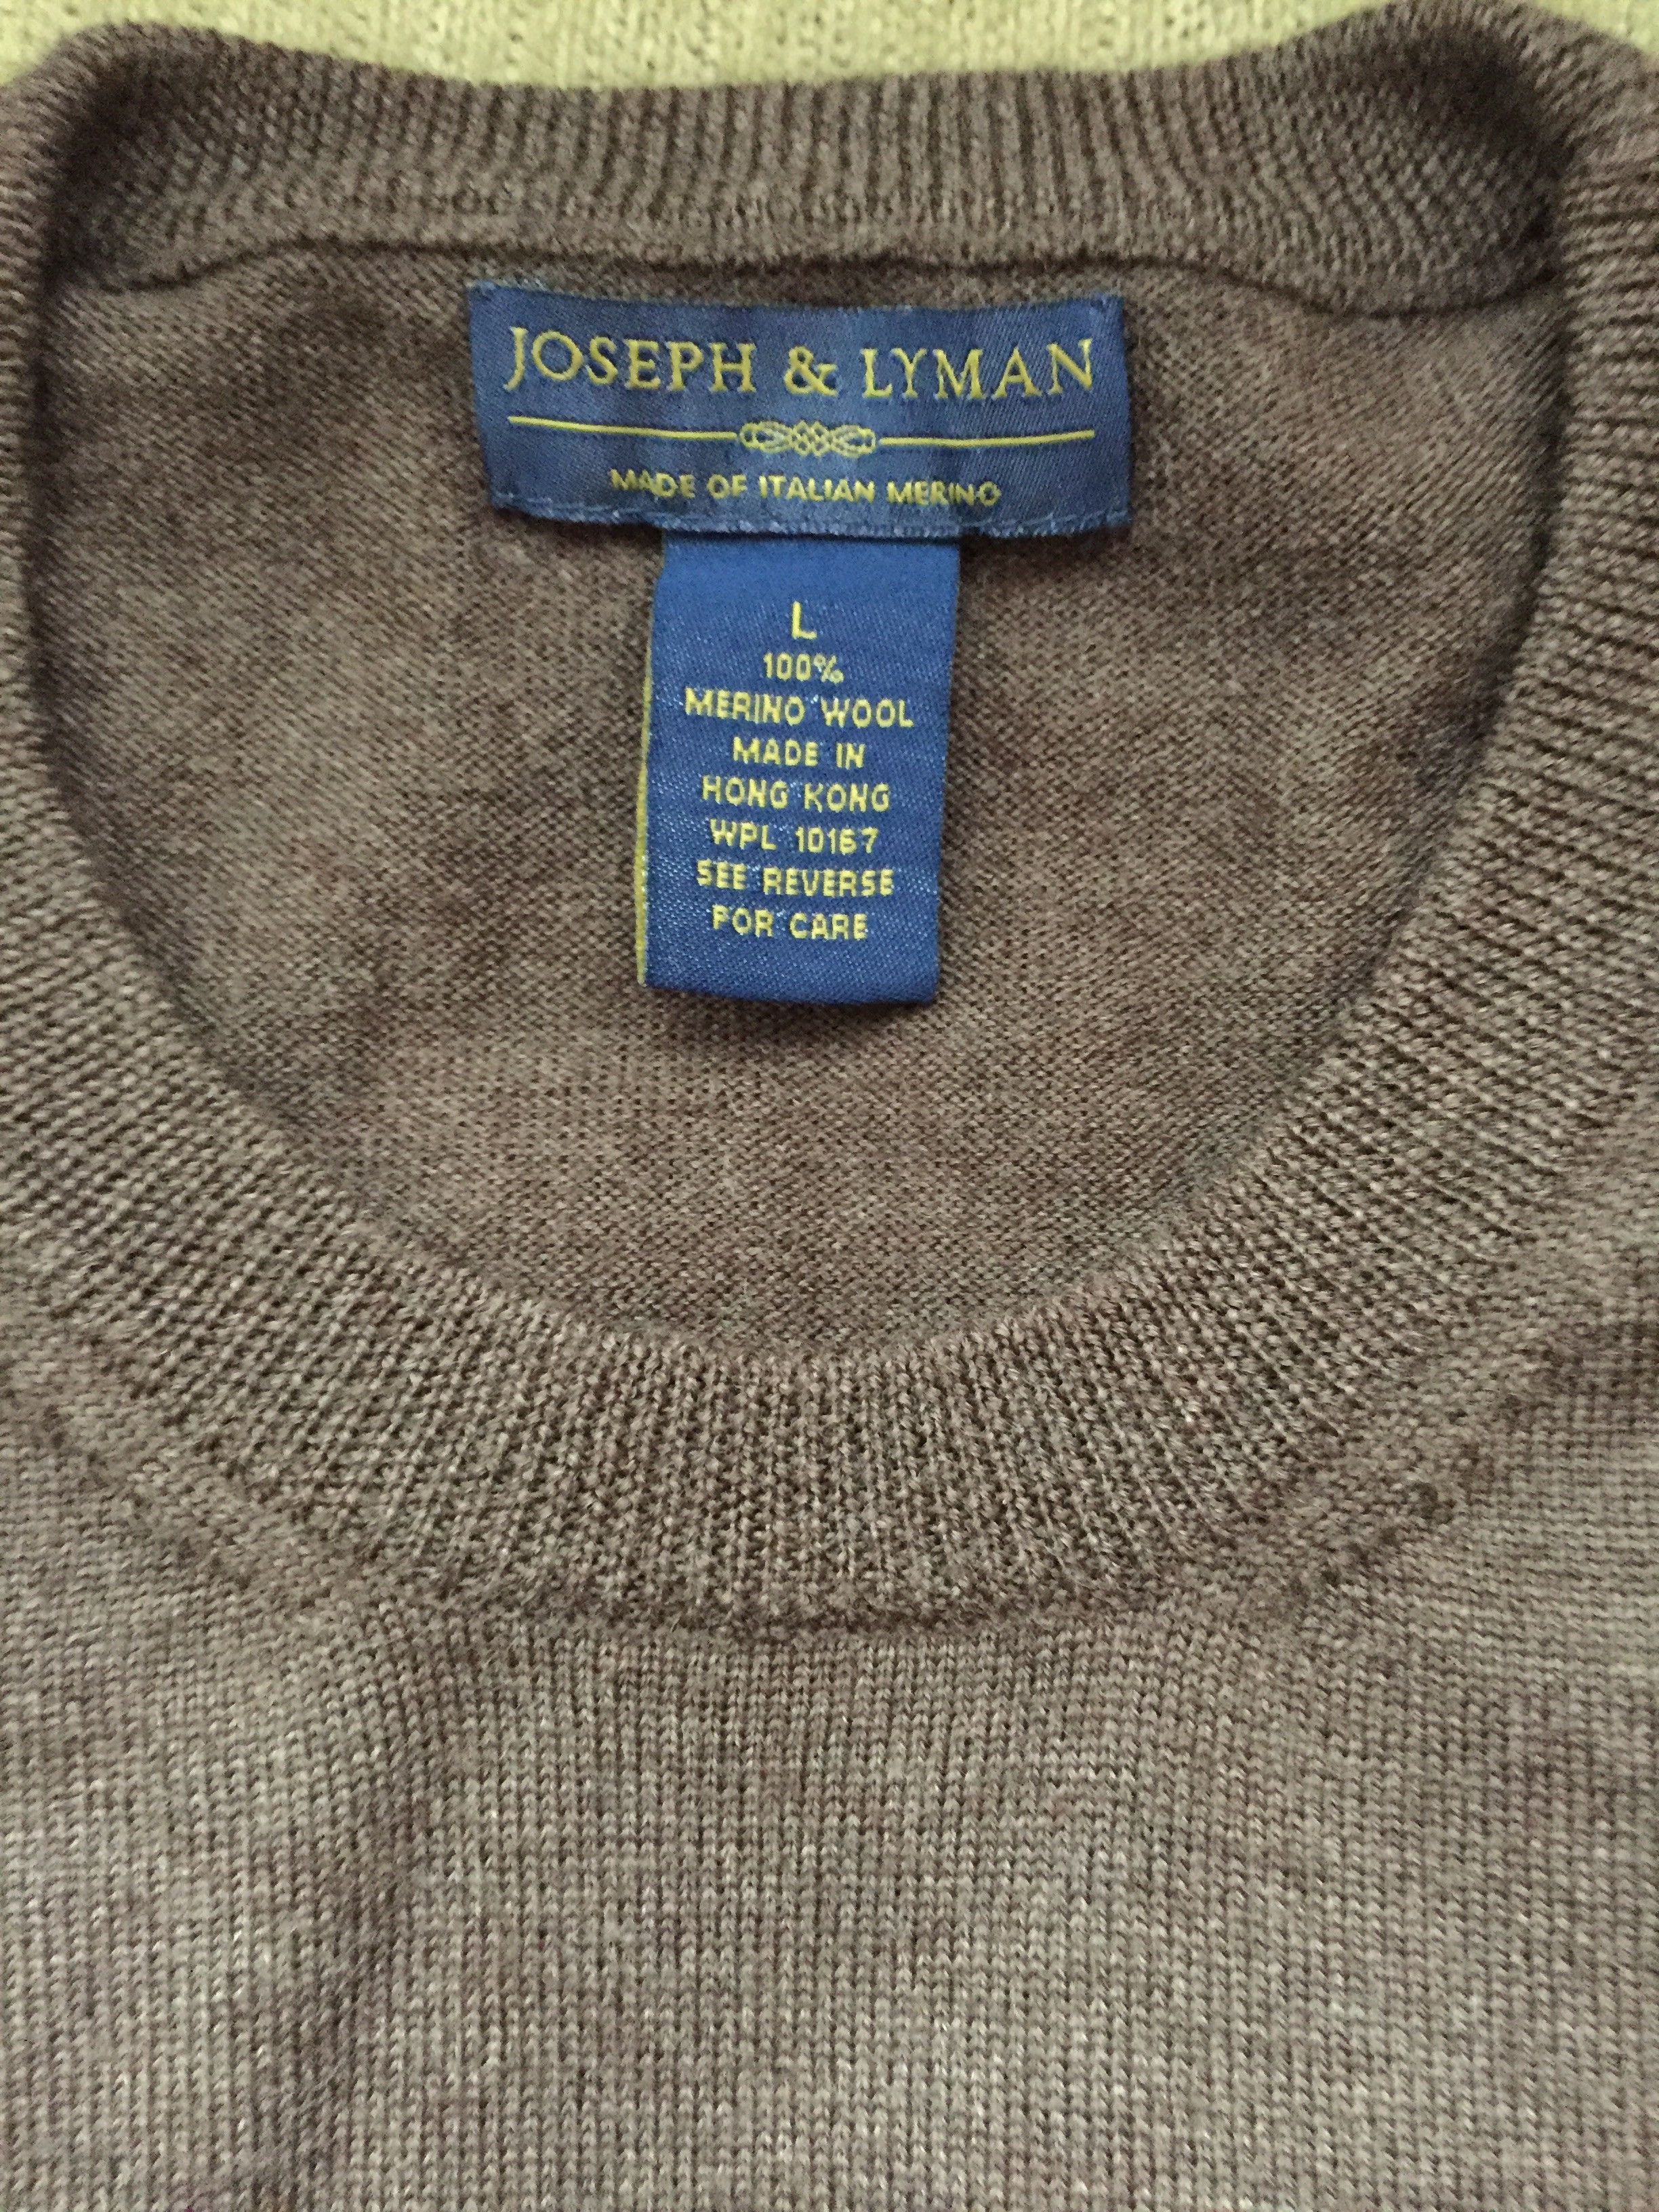 JOSEPH & LYMAN
MADE OF ITALIAN MERINO
L
100%
MERINO WOOL
MADE IN
HONG KONG
WPL 10167
SEE REVERSE
FOR CARE